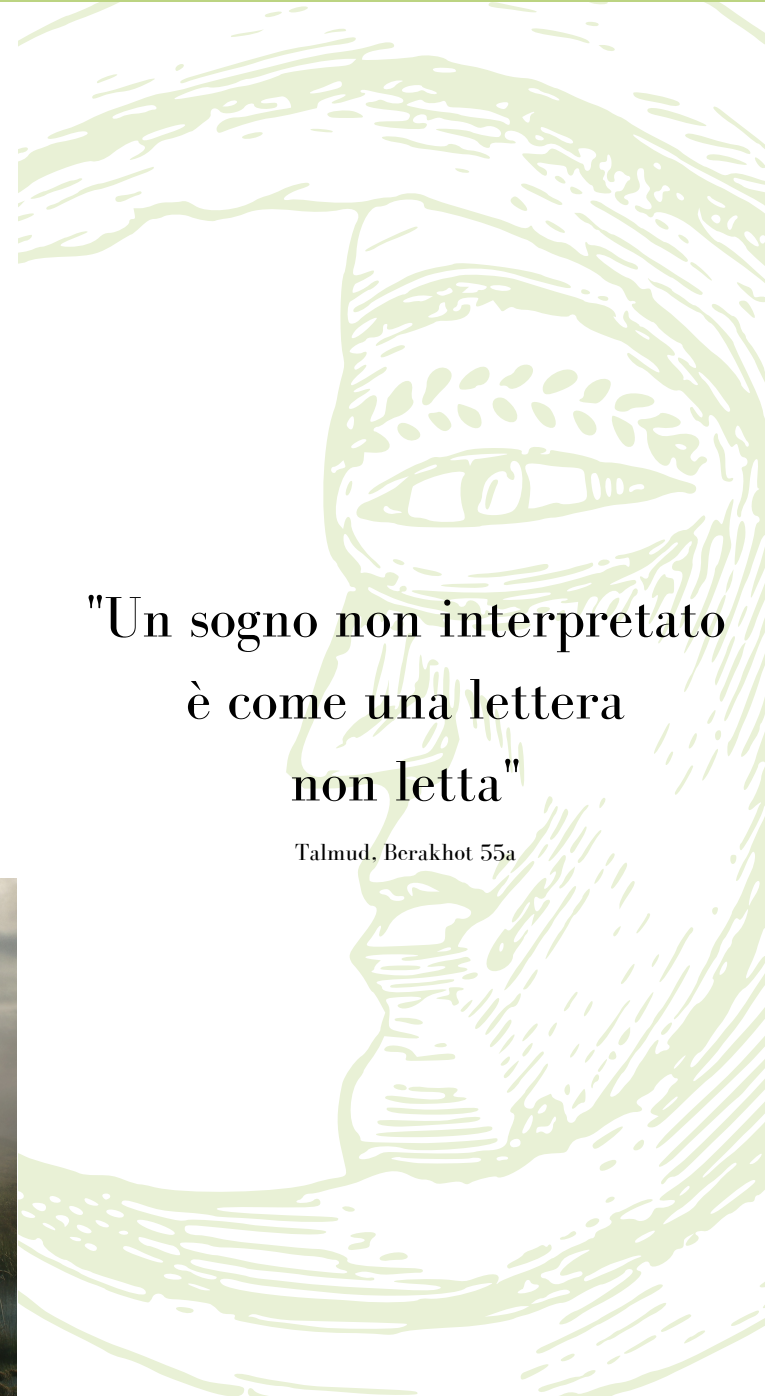 "Un sogno non interpretato
è come una lettera
non letta"
Talmud, Berakhot 55a